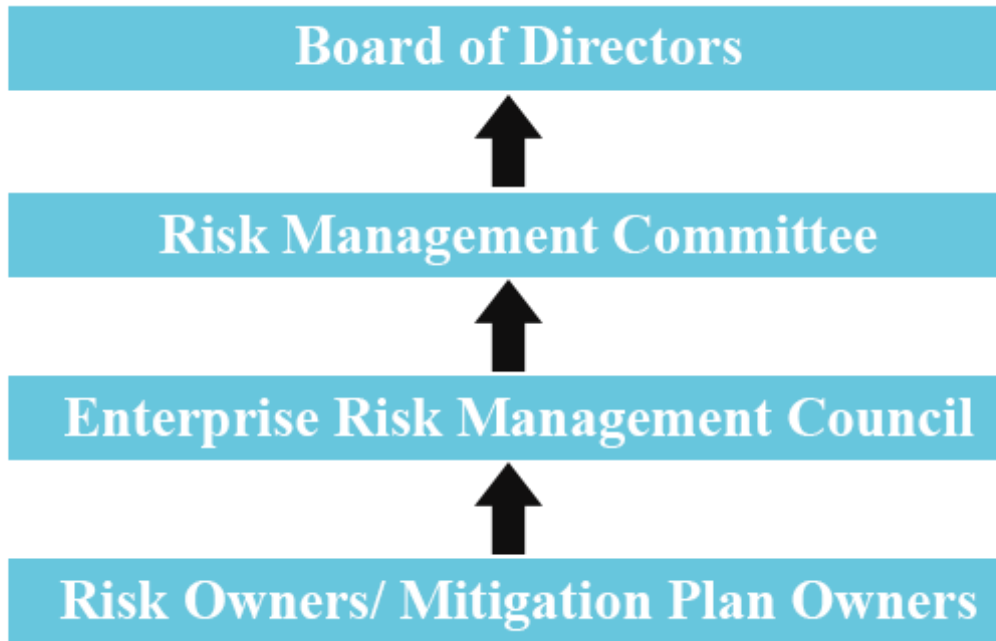 Board of Directors
Risk Management Committee
Enterprise Risk Management Council
Risk Owners/ Mitigation Plan Owners